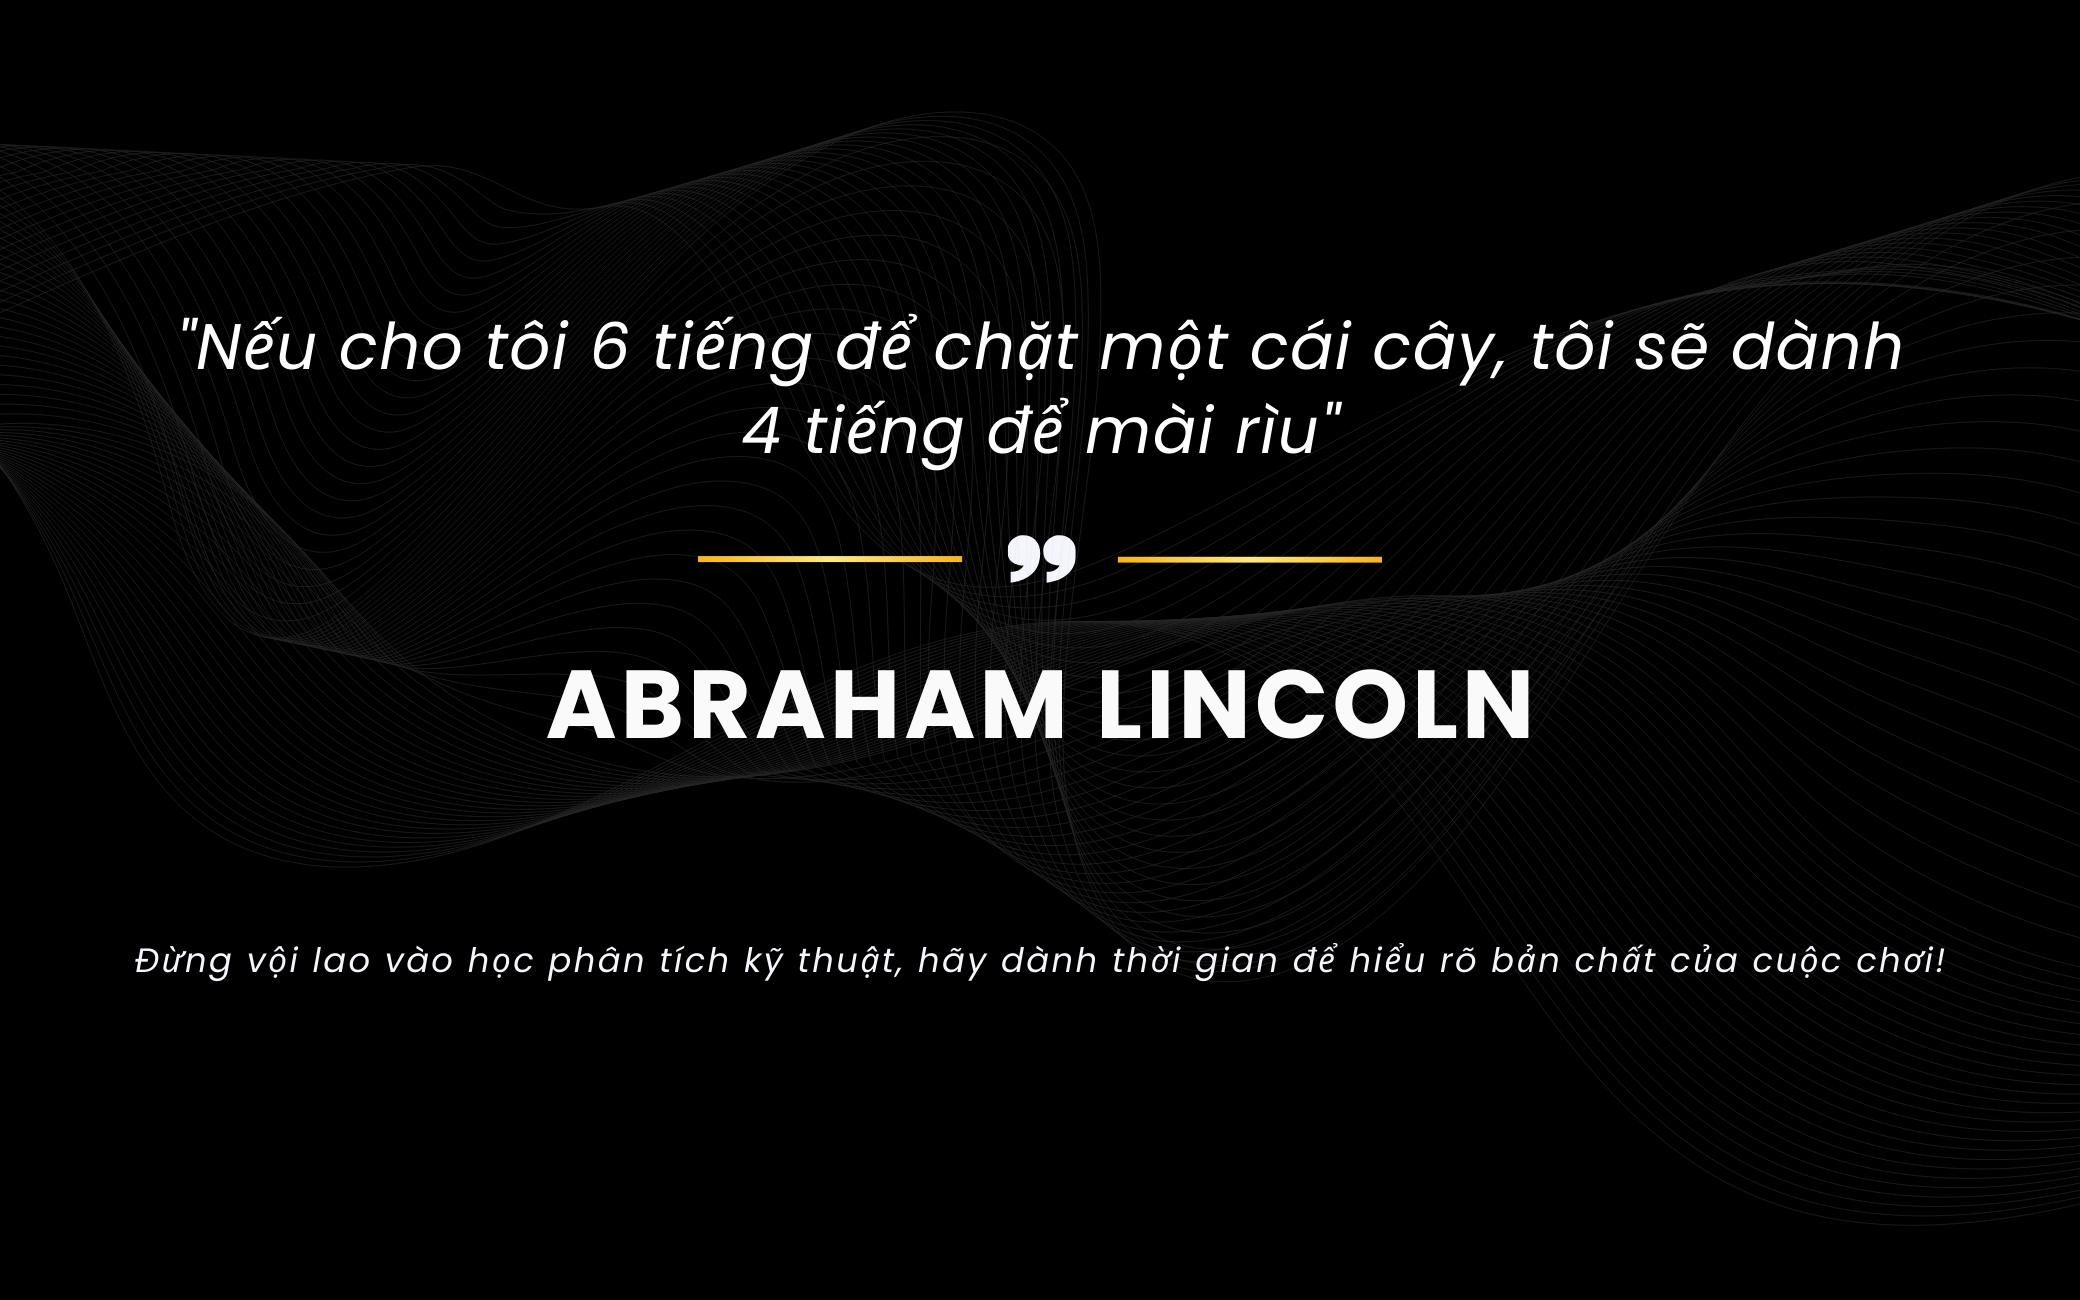 "Nếu cho tôi 6 tiếng để chặt một cái cây, tôi sẽ dành
4 tiếng để mài rìu"
❞
ABRAHAM LINCOLN
Đừng vội lao vào học phân tích kỹ thuật, hãy dành thời gian để hiểu rõ bản chất của cuộc chơi!